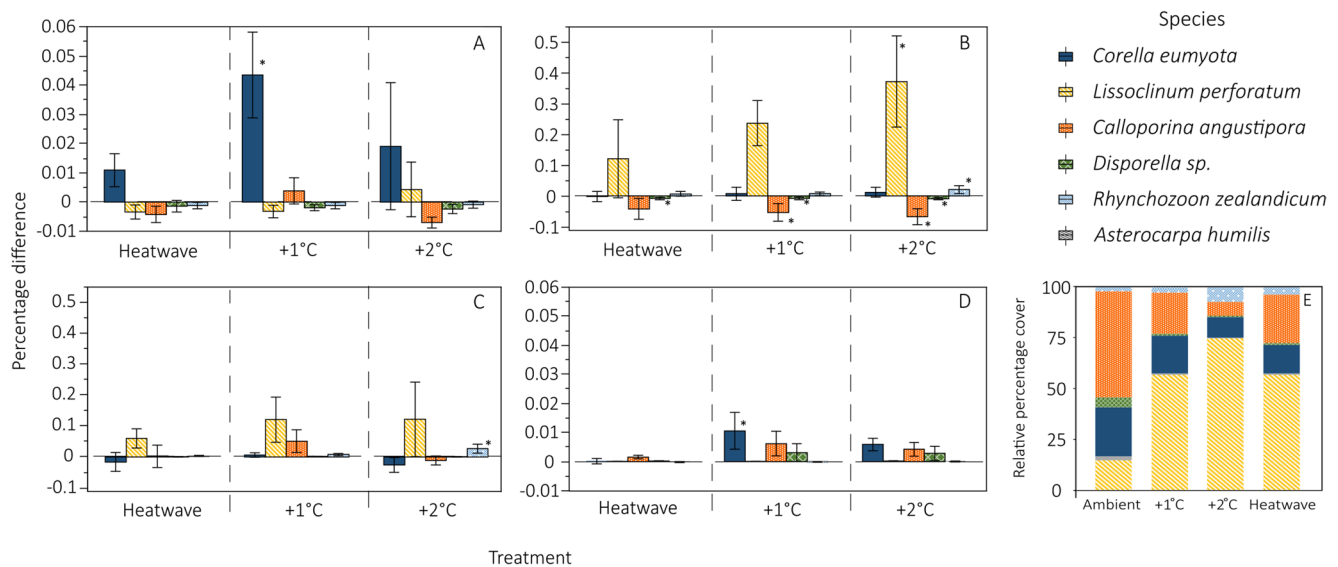 Percentage difference
0.06
0.05
0.04
0.03
0.02
0.01
0
-0.01
A
Heatwave
+1°C
+2°C
0.5
0.4
0.3
0.2
0.1
0
-0.1
B
*
*
*
*
*
*
*
*
Heatwave
+1°C
+2°C
0.5
0.4
0.3
0.2
0.1
0
-0.1
C
*
Heatwave
+1°C
+2°C
0.06
0.05
0.04
0.03
0.02
0.01
0
0.01
D
*
Heatwave
+1°C
+2°C
Treatment
Species
Corella eumyota
Lissoclinum perforatum
Calloporina angustipora
Disporella sp.
Rhynchozoon zealandicum
Asterocarpa humilis
Relative percentage cover
100
75
50
25
0
E
Ambient
+1°C
+2°C
Heatwave